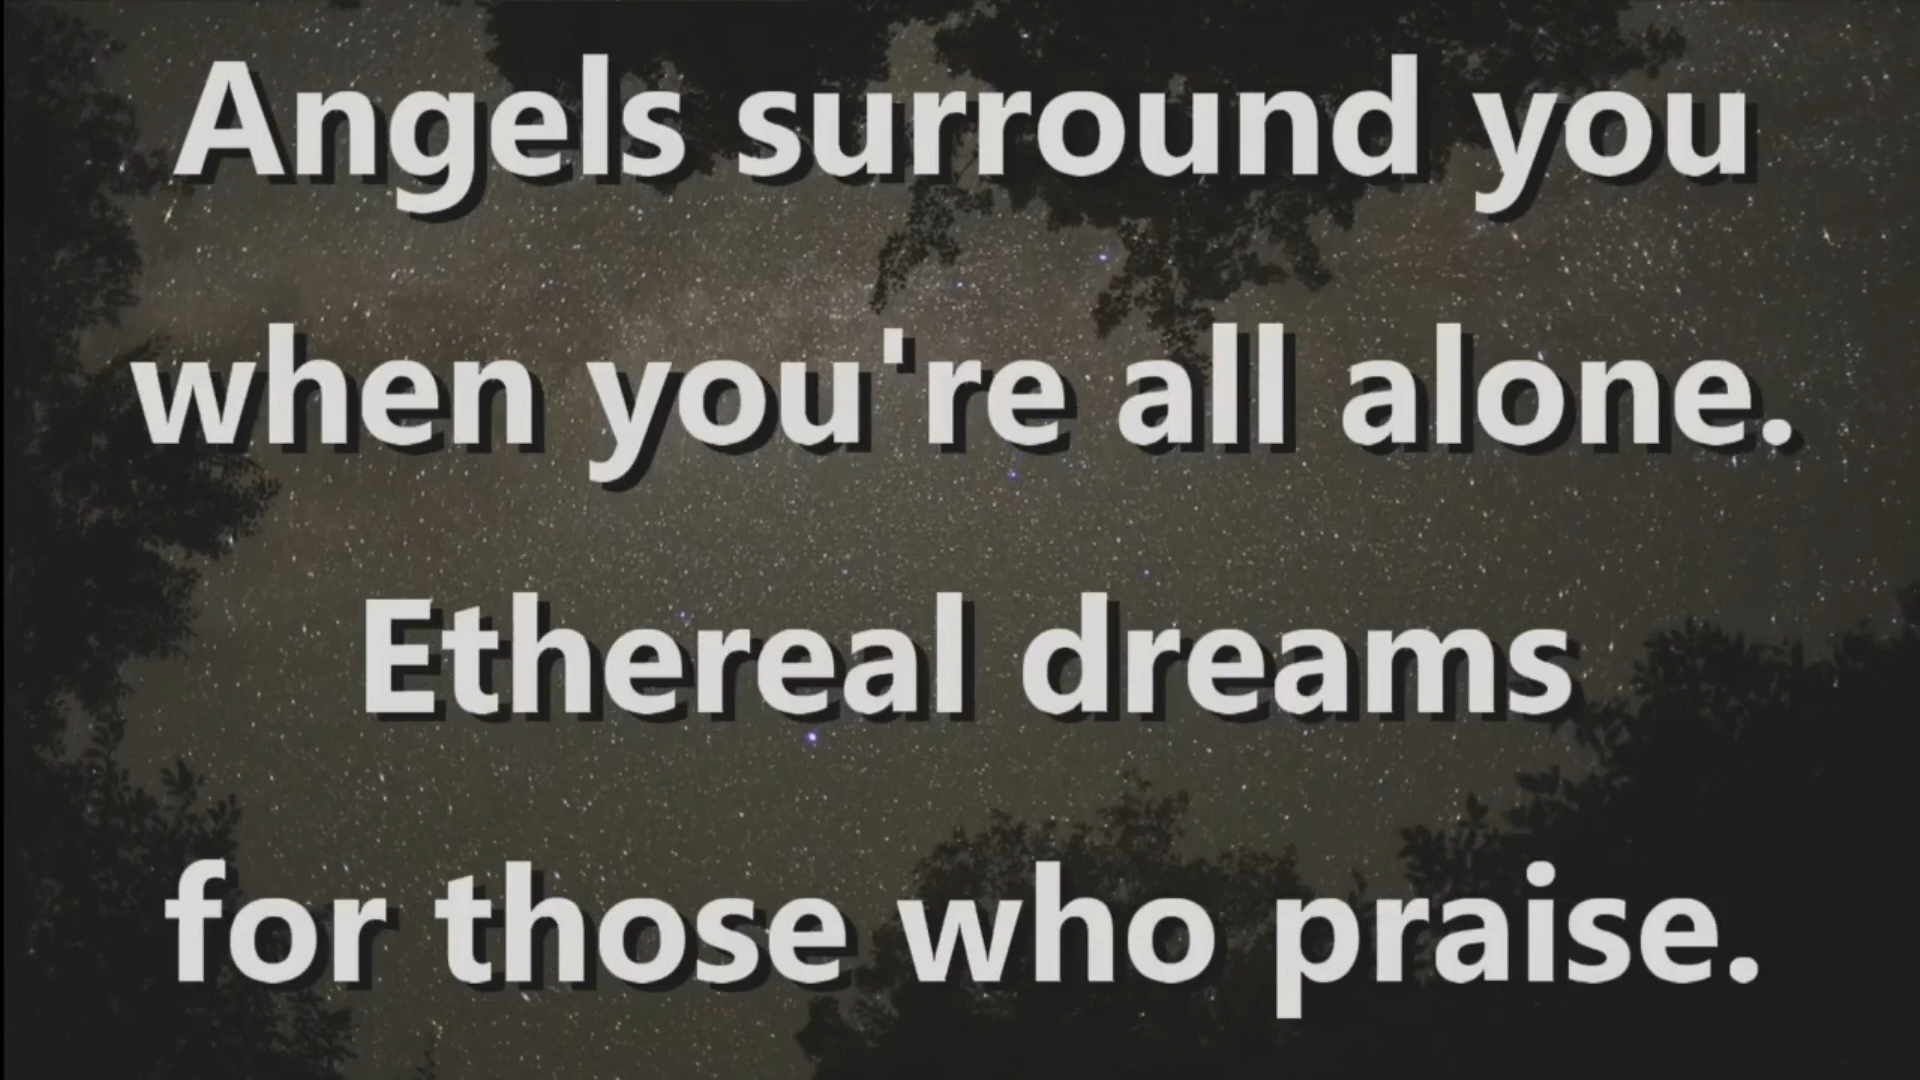 Angels surround you
when you're all alone.
Ethereal dreams
for those who praise.